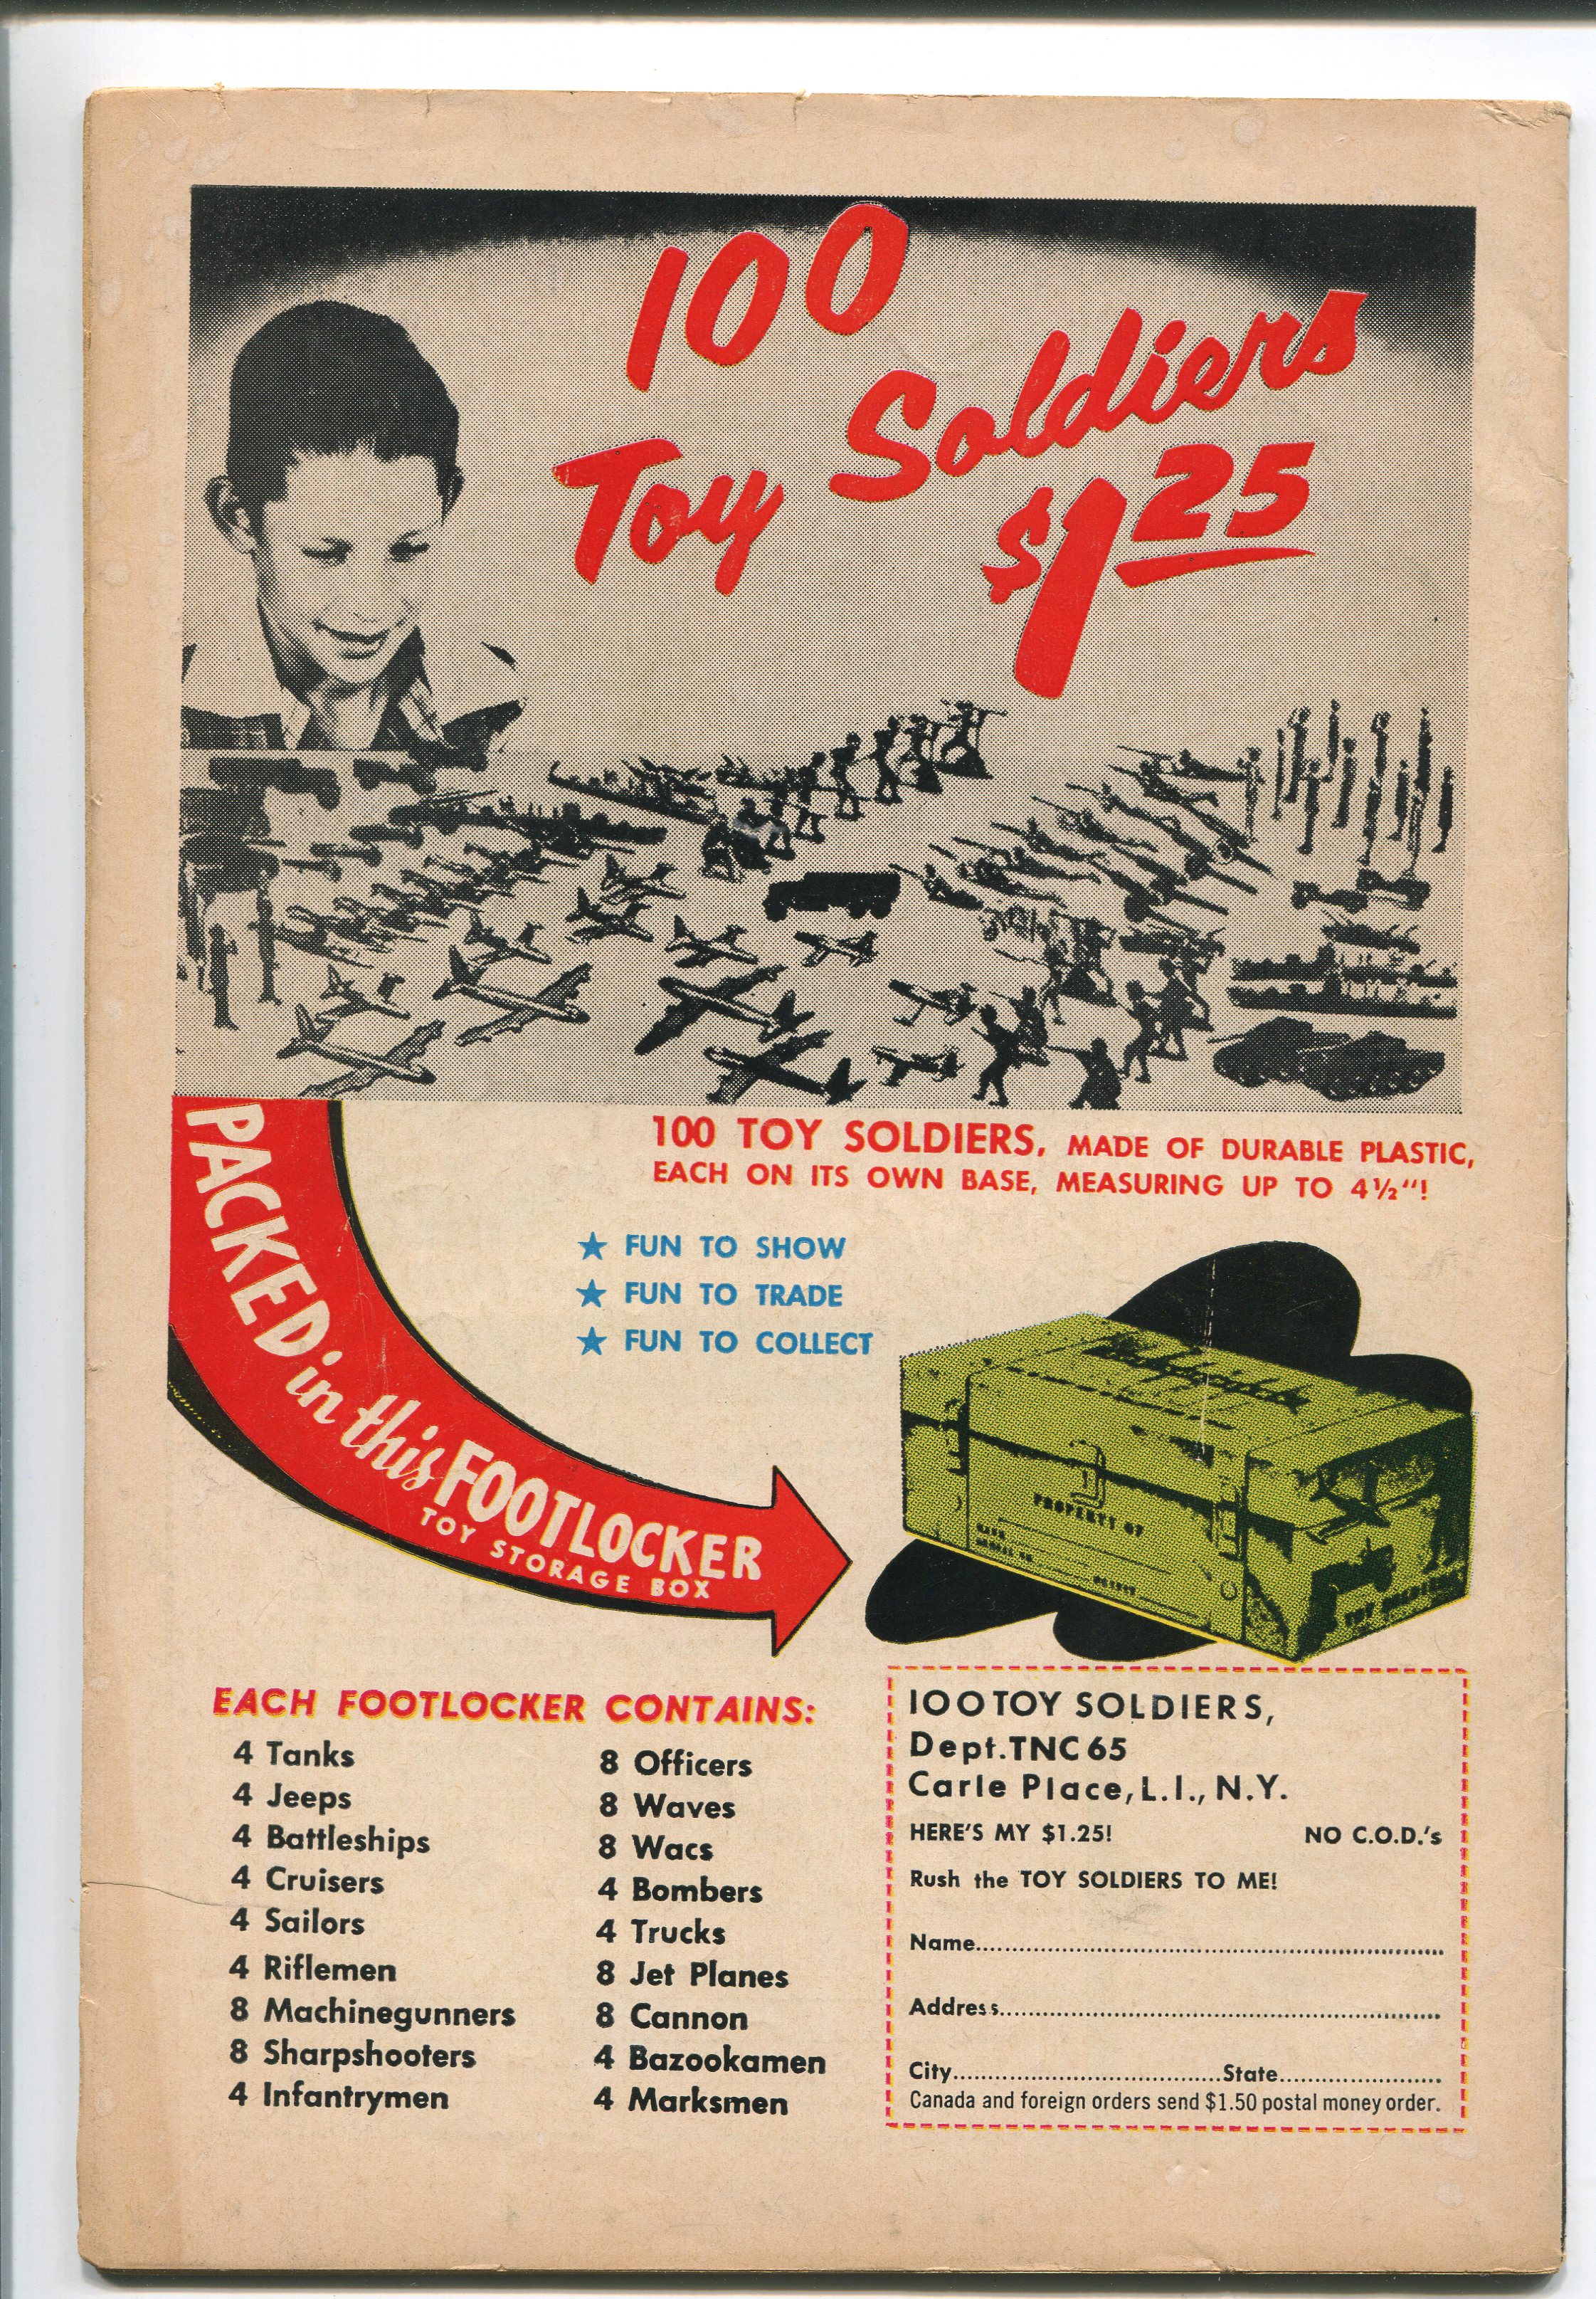 100
Toy Soldiers
$1.25
100 TOY SOLDIERS, MADE OF DURABLE PLASTIC,
EACH ON ITS OWN BASE, MEASURING UP TO 4½"!
★ FUN TO SHOW
★ FUN TO TRADE
★ FUN TO COLLECT
PACKED in this FOOTLOCKER
TOY STORAGE BOX
PROPERTY OF
TOY SOLDIERS
EACH FOOTLOCKER CONTAINS:
4 Tanks
4 Jeeps
4 Battleships
4 Cruisers
4 Sailors
4 Riflemen
8 Machinegunners
8 Sharpshooters
4 Infantrymen
8 Officers
8 Waves
8 Wacs
4 Bombers
4 Trucks
8 Jet Planes
8 Cannon
4 Bazookamen
4 Marksmen
100 TOY SOLDIERS,
Dept. TNC 65
Carle Place, L.I., N.Y.
HERE'S MY $1.25! NO C.O.D.'s
Rush the TOY SOLDIERS TO ME!
Name
Address
City State
Canada and foreign orders send $1.50 postal money order.